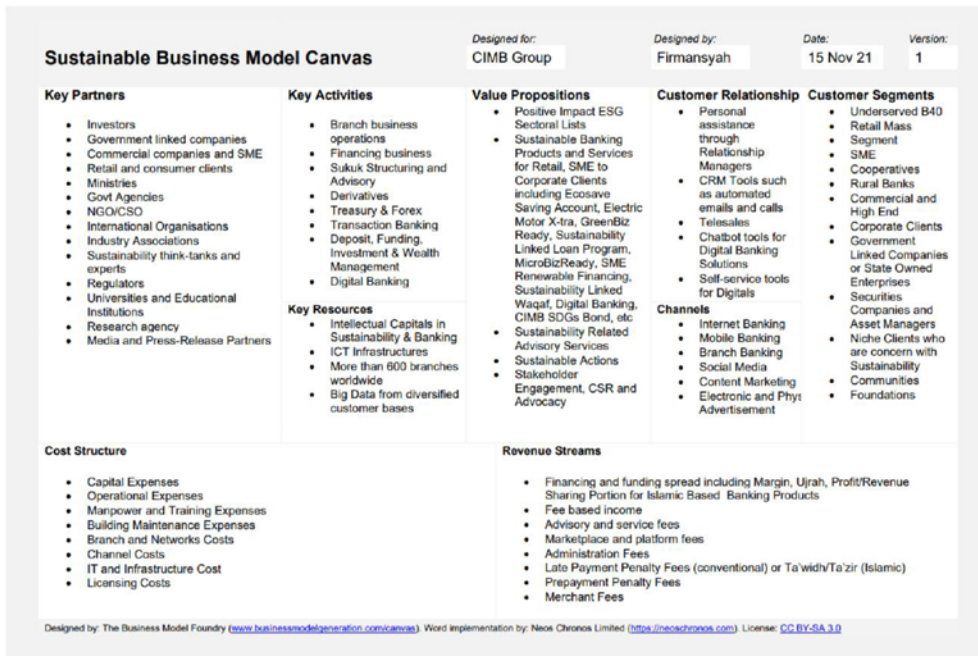 Sustainable Business Model Canvas
Designed for:
CIMB Group
Designed by:
Firmansyah
Date:
15 Nov 21
Version:
1
Key Partners
• Investors
• Government linked companies
• Commercial companies and SME
• Retail and consumer clients
• Ministries
• Govt Agencies
• NGO/CSO
• International Organisations
• Industry Associations
• Sustainability think-tanks and
experts
• Regulators
• Universities and Educational
Institutions
• Research agency
• Media and Press-Release Partners
Key Activities
• Branch business
operations
• Financing business
• Sukuk Structuring and
Advisory
• Derivatives
• Treasury & Forex
• Transaction Banking
• Deposit, Funding,
Investment & Wealth
Management
• Digital Banking
Key Resources
• Intellectual Capitals in
Sustainability & Banking
• ICT Infrastructures
• More than 600 branches
worldwide
• Big Data from diversified
customer bases
Value Propositions
• Positive Impact ESG
Sectoral Lists
• Sustainable Banking
Products and Services
for Retail, SME to
Corporate Clients
including Ecosave
Saving Account, Electric
Motor X-tra, GreenBiz
Ready, Sustainability
Linked Loan Program,
MicroBizReady, SME
Renewable Financing,
Sustainability Linked
Waqaf, Digital Banking,
CIMB SDGs Bond, etc
• Sustainability Related
Advisory Services
• Sustainable Actions
• Stakeholder
Engagement, CSR and
Advocacy
Customer Relationship
• Personal
assistance
through
Relationship
Managers
• CRM Tools such
as automated
emails and calls
• Telesales
• Chatbot tools for
Digital Banking
Solutions
• Self-service tools
for Digitals
Channels
• Internet Banking
• Mobile Banking
• Branch Banking
• Social Media
• Content Marketing
• Electronic and Phys
Advertisement
Customer Segments
• Underserved B40
• Retail Mass
• Segment
• SME
• Cooperatives
• Rural Banks
• Commercial and
High End
• Corporate Clients
• Government
Linked Companies
or State Owned
Enterprises
• Securities
Companies and
Asset Managers
• Niche Clients who
are concern with
Sustainability
• Communities
• Foundations
Cost Structure
• Capital Expenses
• Operational Expenses
• Manpower and Training Expenses
• Building Maintenance Expenses
• Branch and Networks Costs
• Channel Costs
• IT and Infrastructure Cost
• Licensing Costs
Revenue Streams
• Financing and funding spread including Margin, Ujrah, Profit/Revenue
Sharing Portion for Islamic Based Banking Products
• Fee based income
• Advisory and service fees
• Marketplace and platform fees
• Administration Fees
• Late Payment Penalty Fees (conventional) or Ta'widh/Ta'zir (Islamic)
• Prepayment Penalty Fees
• Merchant Fees
Designed by: The Business Model Foundry (www.businessmodelgeneration.com/canvas). Word implementation by: Neos Chronos Limited (https://neoschronos.com). License: CC BY-SA 3.0